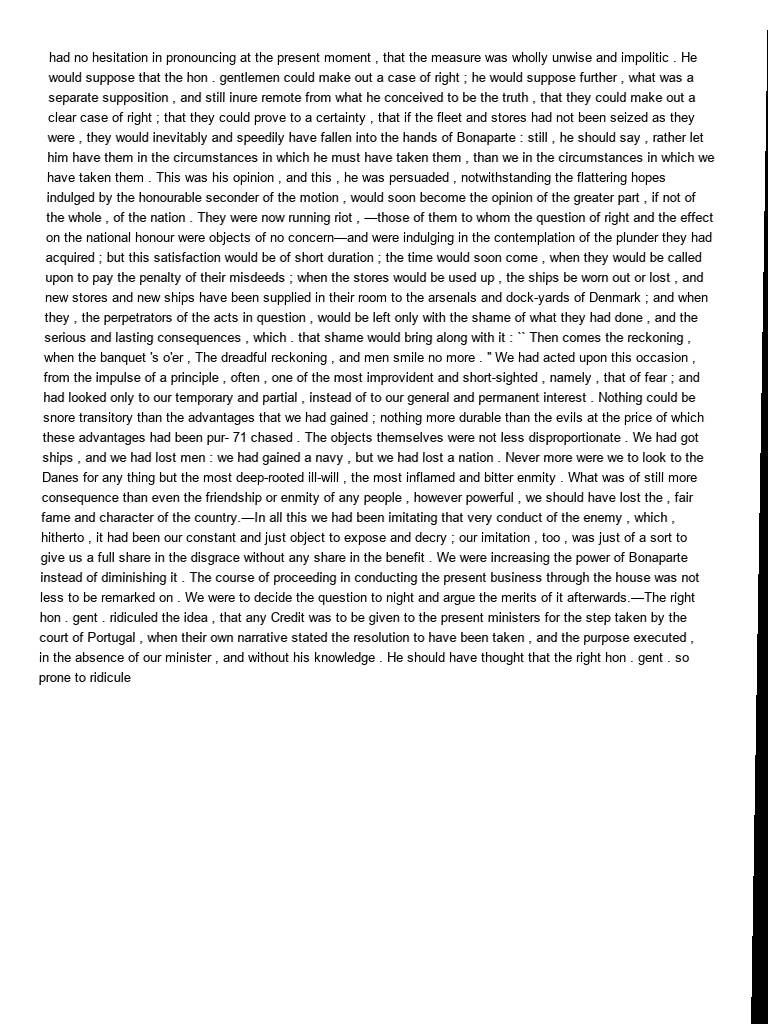 had no hesitation in pronouncing at the present moment , that the measure was wholly unwise and impolitic . He
would suppose that the hon . gentlemen could make out a case of right ; he would suppose further , what was a
separate supposition , and still inure remote from what he conceived to be the truth , that they could make out a
clear case of right ; that they could prove to a certainty , that if the fleet and stores had not been seized as they
were , they would inevitably and speedily have fallen into the hands of Bonaparte : still , he should say , rather let
him have them in the circumstances in which he must have taken them , than we in the circumstances in which we
have taken them . This was his opinion , and this , he was persuaded , notwithstanding the flattering hopes
indulged by the honourable seconder of the motion , would soon become the opinion of the greater part , if not of
the whole , of the nation . They were now running riot , —those of them to whom the question of right and the effect
on the national honour were objects of no concern—and were indulging in the contemplation of the plunder they had
acquired ; but this satisfaction would be of short duration ; the time would soon come , when they would be called
upon to pay the penalty of their misdeeds ; when the stores would be used up , the ships be worn out or lost , and
new stores and new ships have been supplied in their room to the arsenals and dock-yards of Denmark ; and when
they , the perpetrators of the acts in question , would be left only with the shame of what they had done , and the
serious and lasting consequences , which . that shame would bring along with it : `` Then comes the reckoning ,
when the banquet 's o'er , The dreadful reckoning , and men smile no more . " We had acted upon this occasion ,
from the impulse of a principle , often , one of the most improvident and short-sighted , namely , that of fear ; and
had looked only to our temporary and partial , instead of to our general and permanent interest . Nothing could be
snore transitory than the advantages that we had gained ; nothing more durable than the evils at the price of which
these advantages had been pur- 71 chased . The objects themselves were not less disproportionate . We had got
ships , and we had lost men : we had gained a navy , but we had lost a nation . Never more were we to look to the
Danes for any thing but the most deep-rooted ill-will , the most inflamed and bitter enmity . What was of still more
consequence than even the friendship or enmity of any people , however powerful , we should have lost the , fair
fame and character of the country.—In all this we had been imitating that very conduct of the enemy , which ,
hitherto , it had been our constant and just object to expose and decry ; our imitation , too , was just of a sort to
give us a full share in the disgrace without any share in the benefit . We were increasing the power of Bonaparte
instead of diminishing it . The course of proceeding in conducting the present business through the house was not
less to be remarked on . We were to decide the question to night and argue the merits of it afterwards.—The right
hon . gent . ridiculed the idea , that any Credit was to be given to the present ministers for the step taken by the
court of Portugal , when their own narrative stated the resolution to have been taken , and the purpose executed ,
in the absence of our minister , and without his knowledge . He should have thought that the right hon . gent . so
prone to ridicule